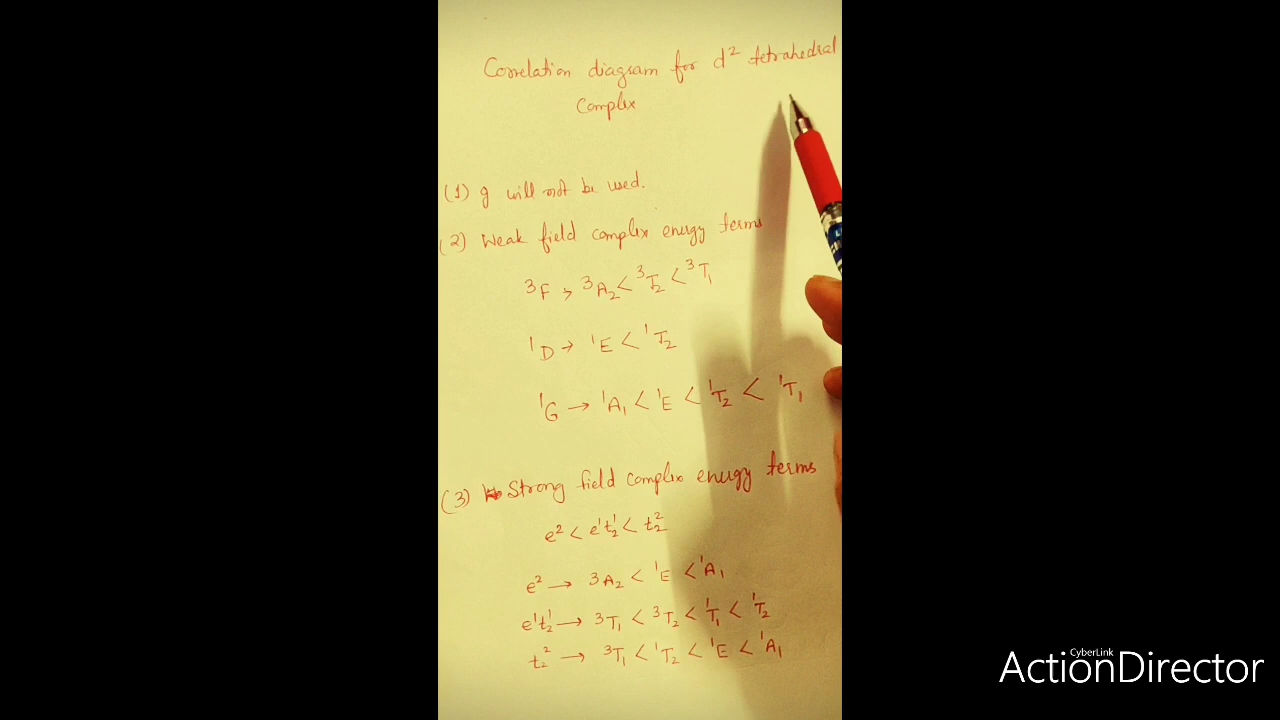 Correlation diagram for d² tetrahedral
Complex
(1) g will not be used.
(2) Weak field complex energy terms
³F → ³A₂ < ³T₂ < ³T₁
¹D → ¹E < ¹T₂
¹G → ¹A₁ < ¹E < ¹T₂ < ¹T₁
(3) Strong field complex energy terms
e² < e¹t₂¹ < t₂²
e² → ³A₂ < ¹E < ¹A₁
e¹t₂¹ → ³T₁ < ³T₂ < ¹T₁ < ¹T₂
t₂² → ³T₁ < ¹T₂ < ¹E < ¹A₁
CyberLink
ActionDirector